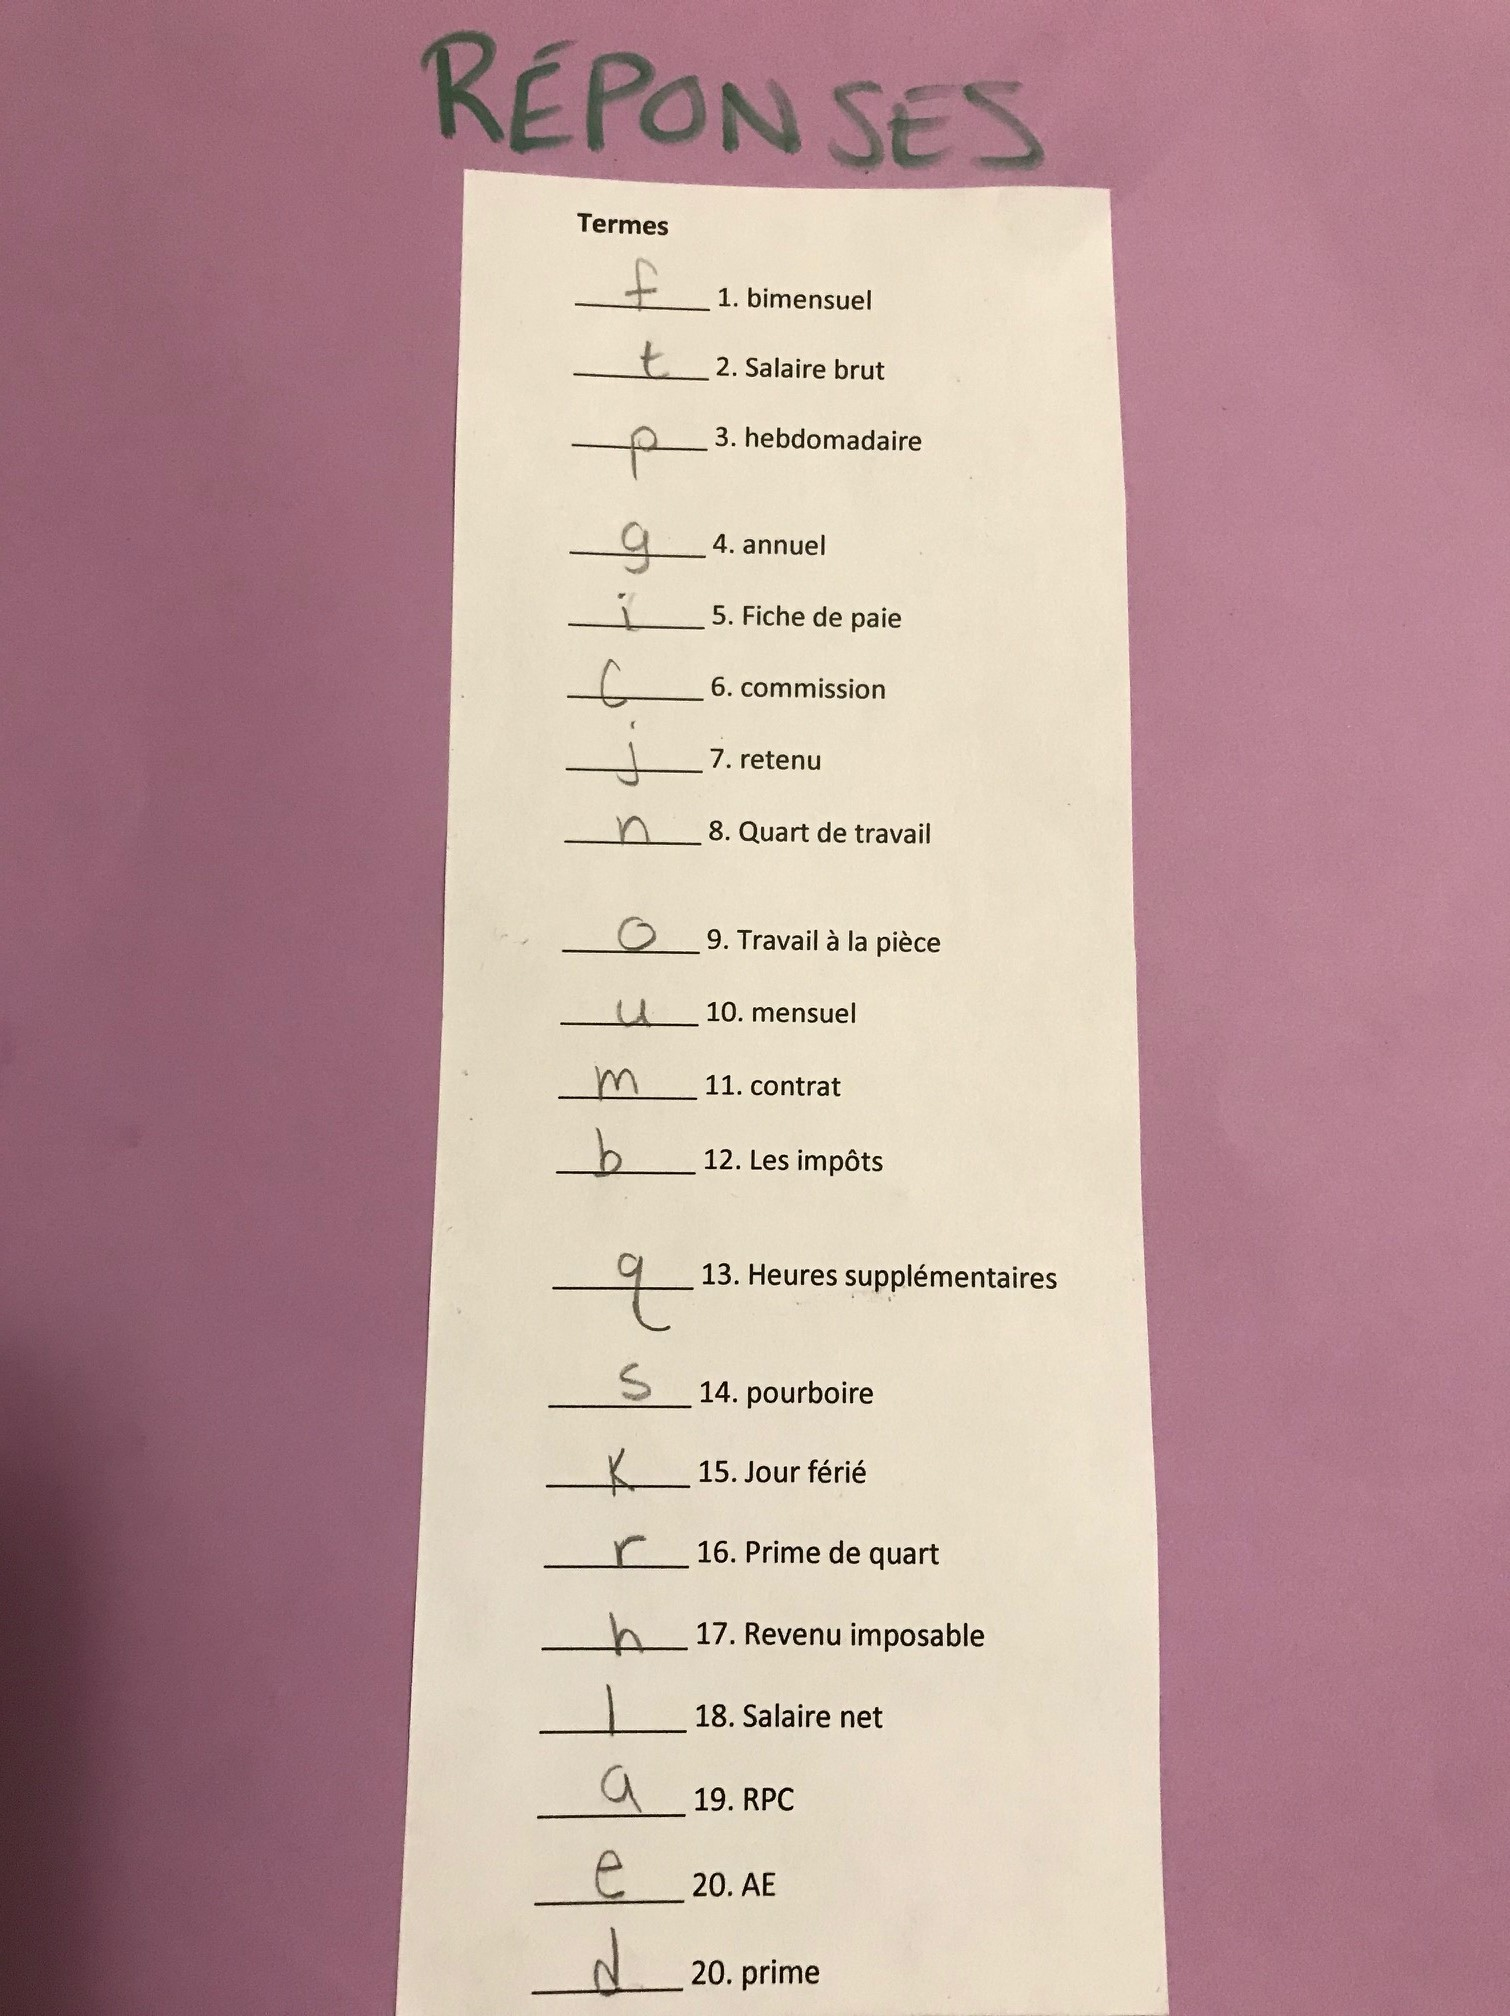 RÉPONSES
Termes
f 1. bimensuel
t 2. Salaire brut
p 3. hebdomadaire
g 4. annuel
i 5. Fiche de paie
c 6. commission
j 7. retenu
n 8. Quart de travail
o 9. Travail à la pièce
u 10. mensuel
m 11. contrat
b 12. Les impôts
q 13. Heures supplémentaires
s 14. pourboire
K 15. Jour férié
r 16. Prime de quart
h 17. Revenu imposable
l 18. Salaire net
a 19. RPC
e 20. AE
d 20. prime